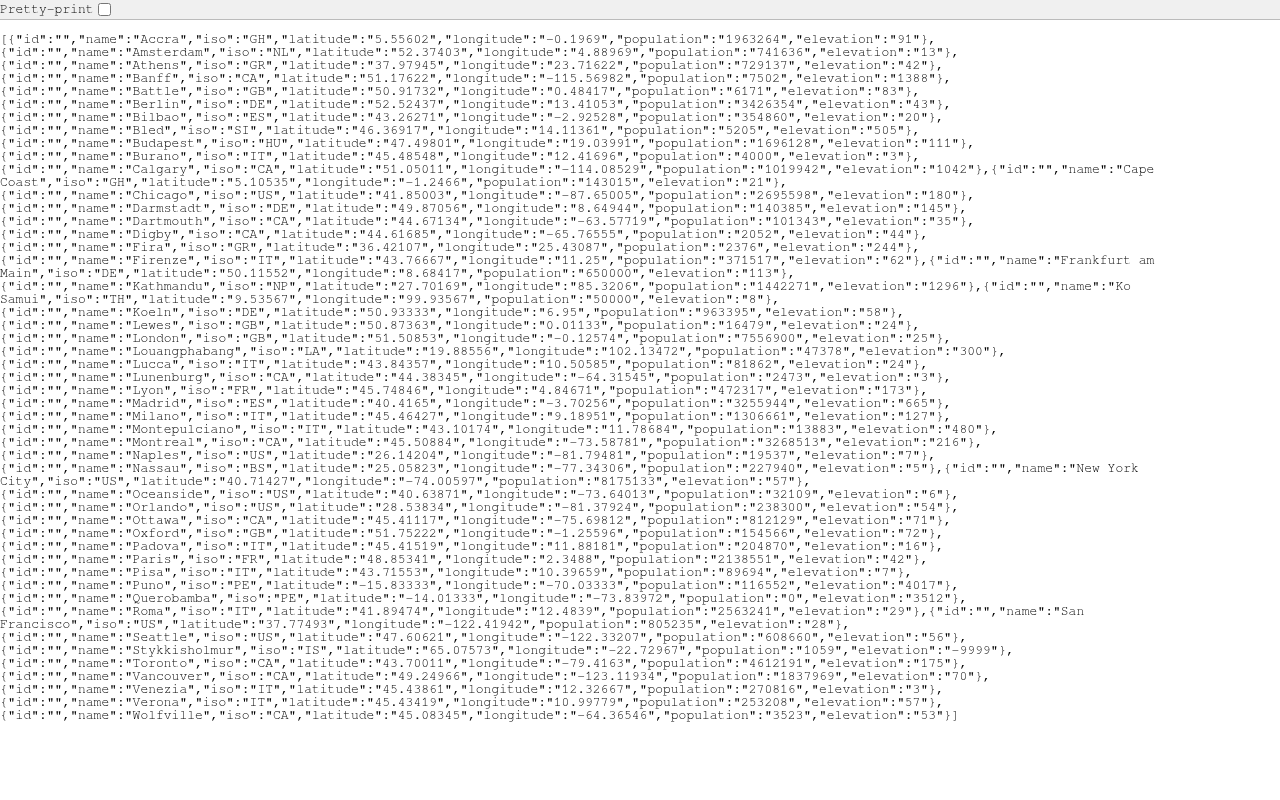 Pretty-print
[{"id":"","name":"Accra","iso":"GH","latitude":"5.55602","longitude":"-0.1969","population":"1963264","elevation":"91"},
{"id":"","name":"Amsterdam","iso":"NL","latitude":"52.37403","longitude":"4.88969","population":"741636","elevation":"13"},
{"id":"","name":"Athens","iso":"GR","latitude":"37.97945","longitude":"23.71622","population":"729137","elevation":"42"},
{"id":"","name":"Banff","iso":"CA","latitude":"51.17622","longitude":"-115.56982","population":"7502","elevation":"1388"},
{"id":"","name":"Battle","iso":"GB","latitude":"50.91732","longitude":"0.48417","population":"6171","elevation":"83"},
{"id":"","name":"Berlin","iso":"DE","latitude":"52.52437","longitude":"13.41053","population":"3426354","elevation":"43"},
{"id":"","name":"Bilbao","iso":"ES","latitude":"43.26271","longitude":"-2.92528","population":"354860","elevation":"20"},
{"id":"","name":"Bled","iso":"SI","latitude":"46.36917","longitude":"14.11361","population":"5205","elevation":"505"},
{"id":"","name":"Budapest","iso":"HU","latitude":"47.49801","longitude":"19.03991","population":"1696128","elevation":"111"},
{"id":"","name":"Burano","iso":"IT","latitude":"45.48548","longitude":"12.41696","population":"4000","elevation":"3"},
{"id":"","name":"Calgary","iso":"CA","latitude":"51.05011","longitude":"-114.08529","population":"1019942","elevation":"1042"},{"id":"","name":"Cape
Coast","iso":"GH","latitude":"5.10535","longitude":"-1.2466","population":"143015","elevation":"21"},
{"id":"","name":"Chicago","iso":"US","latitude":"41.85003","longitude":"-87.65005","population":"2695598","elevation":"180"},
{"id":"","name":"Darmstadt","iso":"DE","latitude":"49.87056","longitude":"8.64944","population":"140385","elevation":"145"},
{"id":"","name":"Dartmouth","iso":"CA","latitude":"44.67134","longitude":"-63.57719","population":"101343","elevation":"35"},
{"id":"","name":"Digby","iso":"CA","latitude":"44.61685","longitude":"-65.76555","population":"2052","elevation":"44"},
{"id":"","name":"Fira","iso":"GR","latitude":"36.42107","longitude":"25.43087","population":"2376","elevation":"244"},
{"id":"","name":"Firenze","iso":"IT","latitude":"43.76667","longitude":"11.25","population":"371517","elevation":"62"},{"id":"","name":"Frankfurt am
Main","iso":"DE","latitude":"50.11552","longitude":"8.68417","population":"650000","elevation":"113"},
{"id":"","name":"Kathmandu","iso":"NP","latitude":"27.70169","longitude":"85.3206","population":"1442271","elevation":"1296"},{"id":"","name":"Ko
Samui","iso":"TH","latitude":"9.53567","longitude":"99.93567","population":"50000","elevation":"8"},
{"id":"","name":"Koeln","iso":"DE","latitude":"50.93333","longitude":"6.95","population":"963395","elevation":"58"},
{"id":"","name":"Lewes","iso":"GB","latitude":"50.87363","longitude":"0.01133","population":"16479","elevation":"24"},
{"id":"","name":"London","iso":"GB","latitude":"51.50853","longitude":"-0.12574","population":"7556900","elevation":"25"},
{"id":"","name":"Louangphabang","iso":"LA","latitude":"19.88556","longitude":"102.13472","population":"47378","elevation":"300"},
{"id":"","name":"Lucca","iso":"IT","latitude":"43.84357","longitude":"10.50585","population":"81862","elevation":"24"},
{"id":"","name":"Lunenburg","iso":"CA","latitude":"44.38345","longitude":"-64.31545","population":"2473","elevation":"3"},
{"id":"","name":"Lyon","iso":"FR","latitude":"45.74846","longitude":"4.84671","population":"472317","elevation":"173"},
{"id":"","name":"Madrid","iso":"ES","latitude":"40.4165","longitude":"-3.70256","population":"3255944","elevation":"665"},
{"id":"","name":"Milano","iso":"IT","latitude":"45.46427","longitude":"9.18951","population":"1306661","elevation":"127"},
{"id":"","name":"Montepulciano","iso":"IT","latitude":"43.10174","longitude":"11.78684","population":"13883","elevation":"480"},
{"id":"","name":"Montreal","iso":"CA","latitude":"45.50884","longitude":"-73.58781","population":"3268513","elevation":"216"},
{"id":"","name":"Naples","iso":"US","latitude":"26.14204","longitude":"-81.79481","population":"19537","elevation":"7"},
{"id":"","name":"Nassau","iso":"BS","latitude":"25.05823","longitude":"-77.34306","population":"227940","elevation":"5"},{"id":"","name":"New York
City","iso":"US","latitude":"40.71427","longitude":"-74.00597","population":"8175133","elevation":"57"},
{"id":"","name":"Oceanside","iso":"US","latitude":"40.63871","longitude":"-73.64013","population":"32109","elevation":"6"},
{"id":"","name":"Orlando","iso":"US","latitude":"28.53834","longitude":"-81.37924","population":"238300","elevation":"54"},
{"id":"","name":"Ottawa","iso":"CA","latitude":"45.41117","longitude":"-75.69812","population":"812129","elevation":"71"},
{"id":"","name":"Oxford","iso":"GB","latitude":"51.75222","longitude":"-1.25596","population":"154566","elevation":"72"},
{"id":"","name":"Padova","iso":"IT","latitude":"45.41519","longitude":"11.88181","population":"204870","elevation":"16"},
{"id":"","name":"Paris","iso":"FR","latitude":"48.85341","longitude":"2.3488","population":"2138551","elevation":"42"},
{"id":"","name":"Pisa","iso":"IT","latitude":"43.71553","longitude":"10.39659","population":"89694","elevation":"7"},
{"id":"","name":"Puno","iso":"PE","latitude":"-15.83333","longitude":"-70.03333","population":"116552","elevation":"4017"},
{"id":"","name":"Querobamba","iso":"PE","latitude":"-14.01333","longitude":"-73.83972","population":"0","elevation":"3512"},
{"id":"","name":"Roma","iso":"IT","latitude":"41.89474","longitude":"12.4839","population":"2563241","elevation":"29"},{"id":"","name":"San
Francisco","iso":"US","latitude":"37.77493","longitude":"-122.41942","population":"805235","elevation":"28"},
{"id":"","name":"Seattle","iso":"US","latitude":"47.60621","longitude":"-122.33207","population":"608660","elevation":"56"},
{"id":"","name":"Stykkisholmur","iso":"IS","latitude":"65.07573","longitude":"-22.72967","population":"1059","elevation":"-9999"},
{"id":"","name":"Toronto","iso":"CA","latitude":"43.70011","longitude":"-79.4163","population":"4612191","elevation":"175"},
{"id":"","name":"Vancouver","iso":"CA","latitude":"49.24966","longitude":"-123.11934","population":"1837969","elevation":"70"},
{"id":"","name":"Venezia","iso":"IT","latitude":"45.43861","longitude":"12.32667","population":"270816","elevation":"3"},
{"id":"","name":"Verona","iso":"IT","latitude":"45.43419","longitude":"10.99779","population":"253208","elevation":"57"},
{"id":"","name":"Wolfville","iso":"CA","latitude":"45.08345","longitude":"-64.36546","population":"3523","elevation":"53"}]